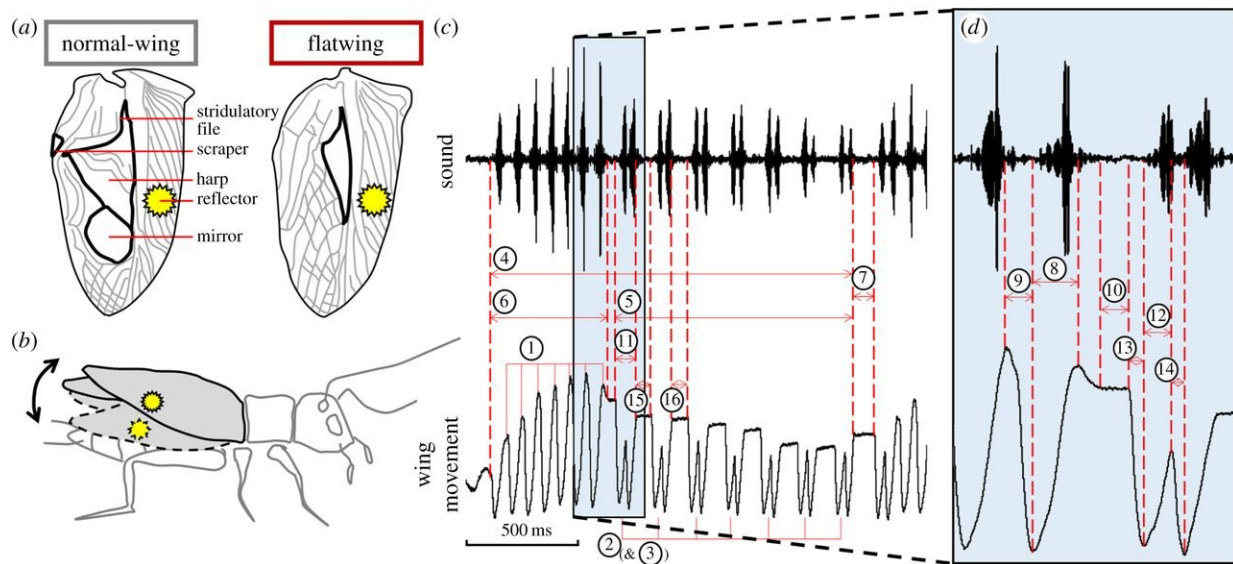 (a)
normal-wing
flatwing
stridulatory
file
scraper
harp
reflector
mirror
(b)
(c)
sound
4
7
6
5
11
1
15
16
wing
movement
500 ms
2 (& 3)
(d)
9
8
10
12
13
14